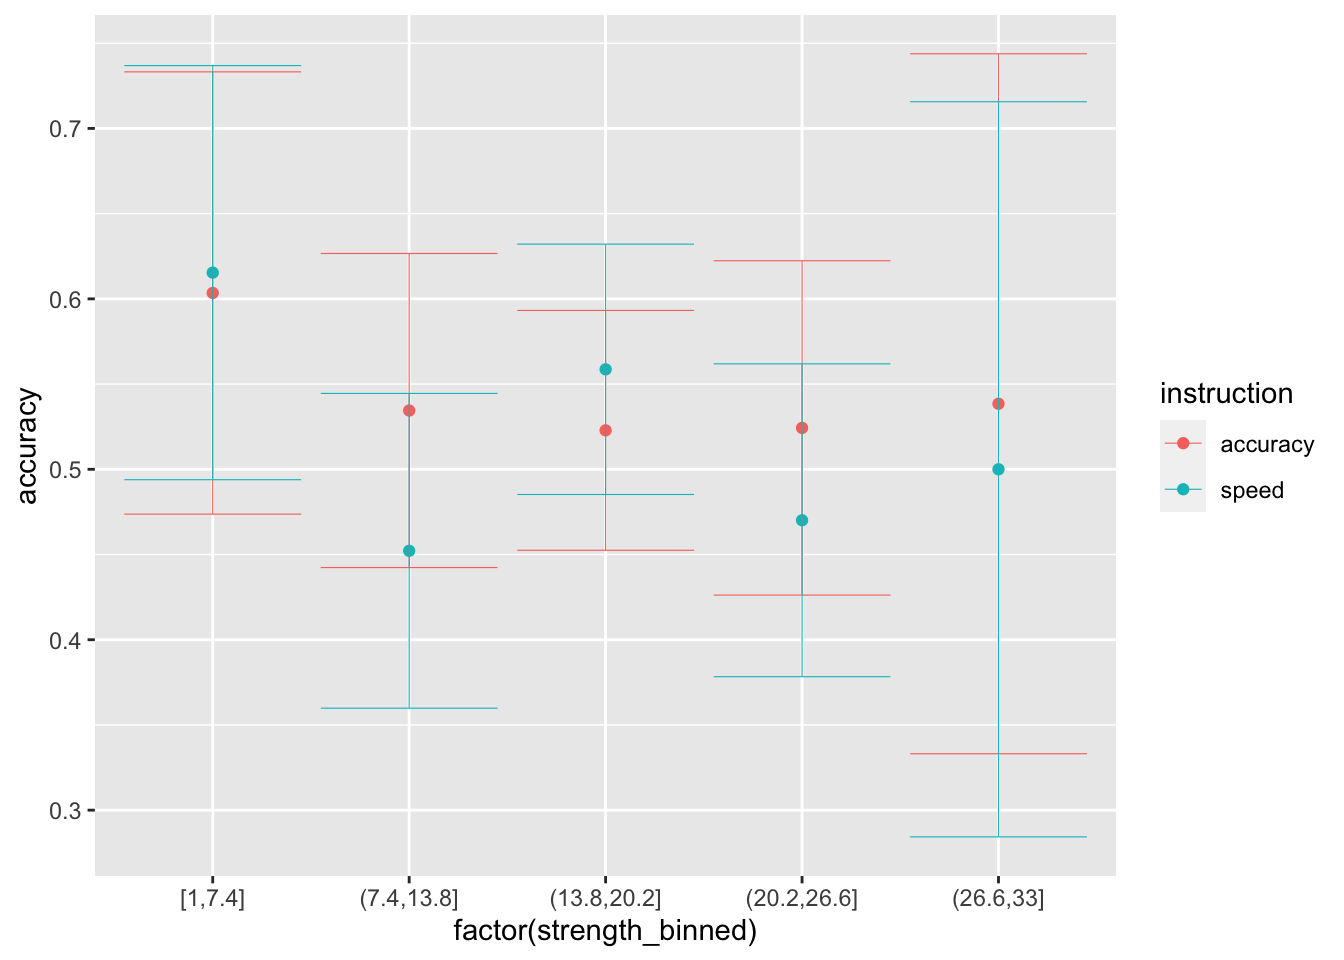 0.7
0.6
0.5
0.4
0.3
accuracy
[1,7.4]
(7.4,13.8]
(13.8,20.2]
(20.2,26.6]
(26.6,33]
factor(strength_binned)
instruction
accuracy
speed